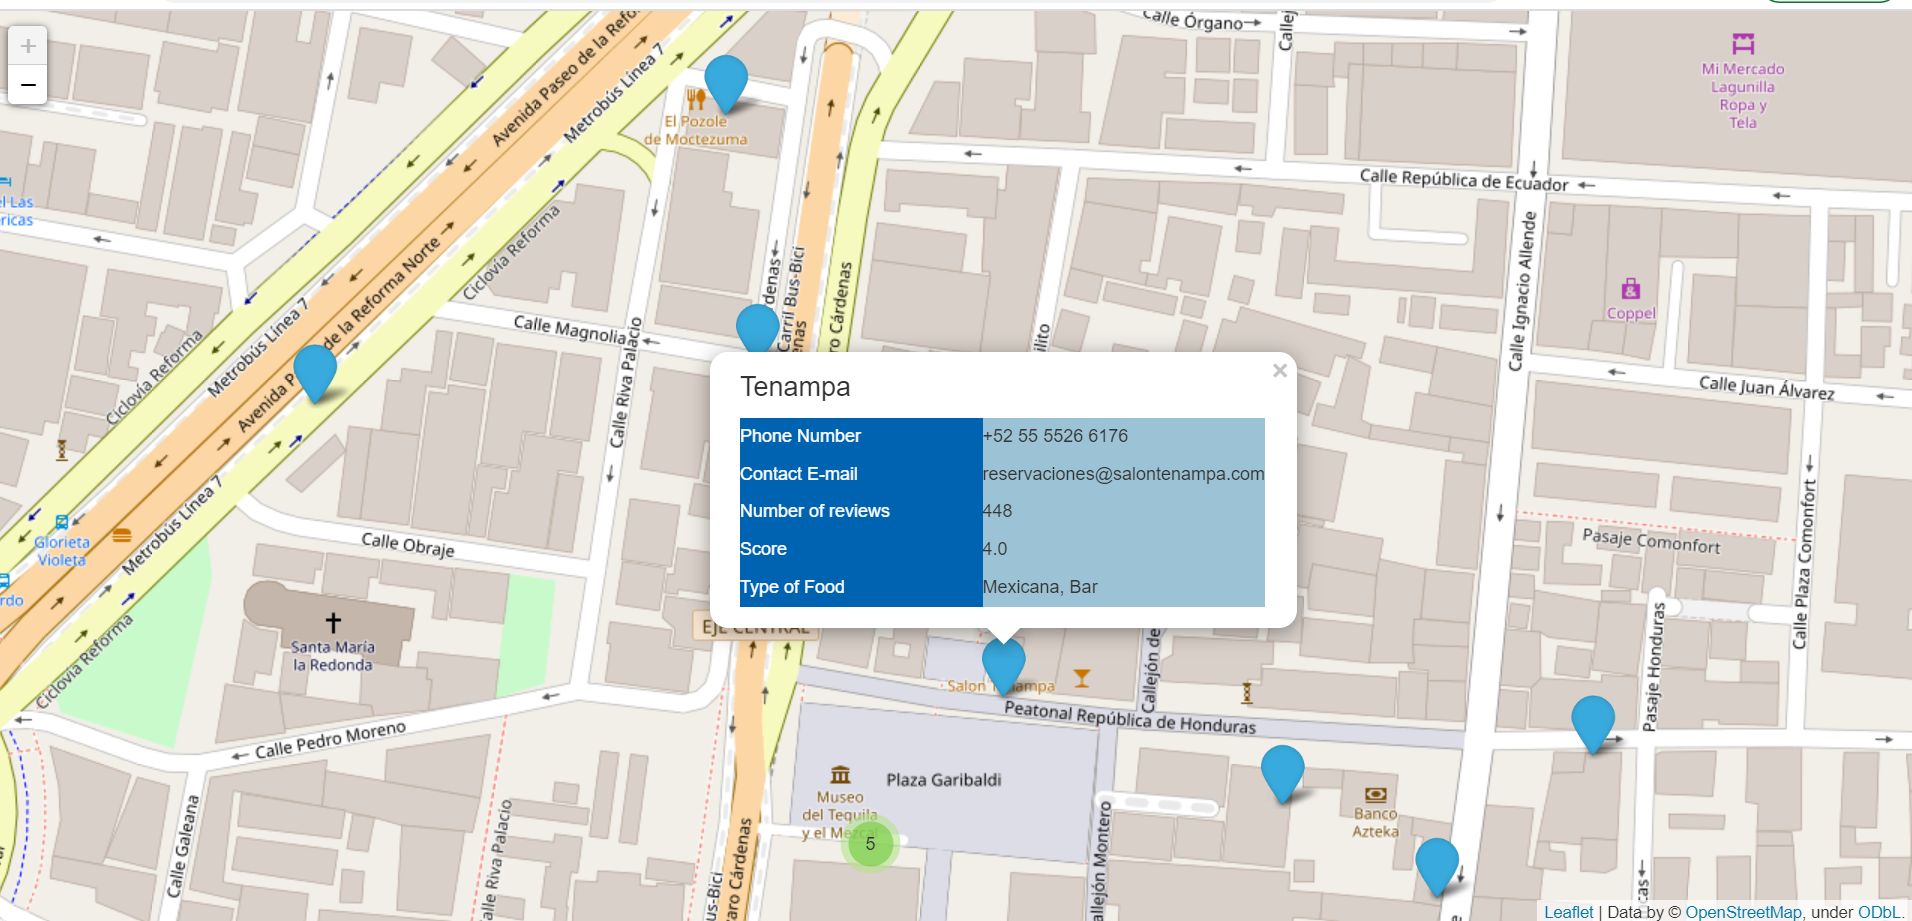 +
−
Calle Órgano
Avenida Paseo de la Refo
Metrobús Línea 7
El Pozole
de Moctezuma
Mi Mercado
Lagunilla
Ropa y
Tela
Calle República de Ecuador
el Las
ricas
Ciclovía Reforma
Calle Ignacio Allende
Coppel
Calle Magnolia
Calle Riva Palacio
denas
Carril Bus-Bici
ro Cárdenas
enas
ilito
Calle Juan Álvarez
Ciclovía Reforma
Metrobús Línea 7
Avenida P
de la Reforma Norte
Tenampa
×
Phone Number +52 55 5526 6176
Contact E-mail reservaciones@salontenampa.com
Number of reviews 448
Score 4.0
Type of Food Mexicana, Bar
Glorieta
Violeta
rdo
Metrobús Línea 7
Calle Obraje
Pasaje Comonfort
Calle Plaza Comonfort
Santa María
la Redonda
EJE CENTRAL
Ciclovía Reforma
Callejón de
Pasaje Honduras
Peatonal República de Honduras
Calle Pedro Moreno
Plaza Garibaldi
Museo
del Tequila
y el Mezcal
5
Banco
Azteka
Calle Galeana
alle Riva Palacio
us-Bici
aro Cárdenas
allejón Montero
Leaflet | Data by © OpenStreetMap, under ODbL.